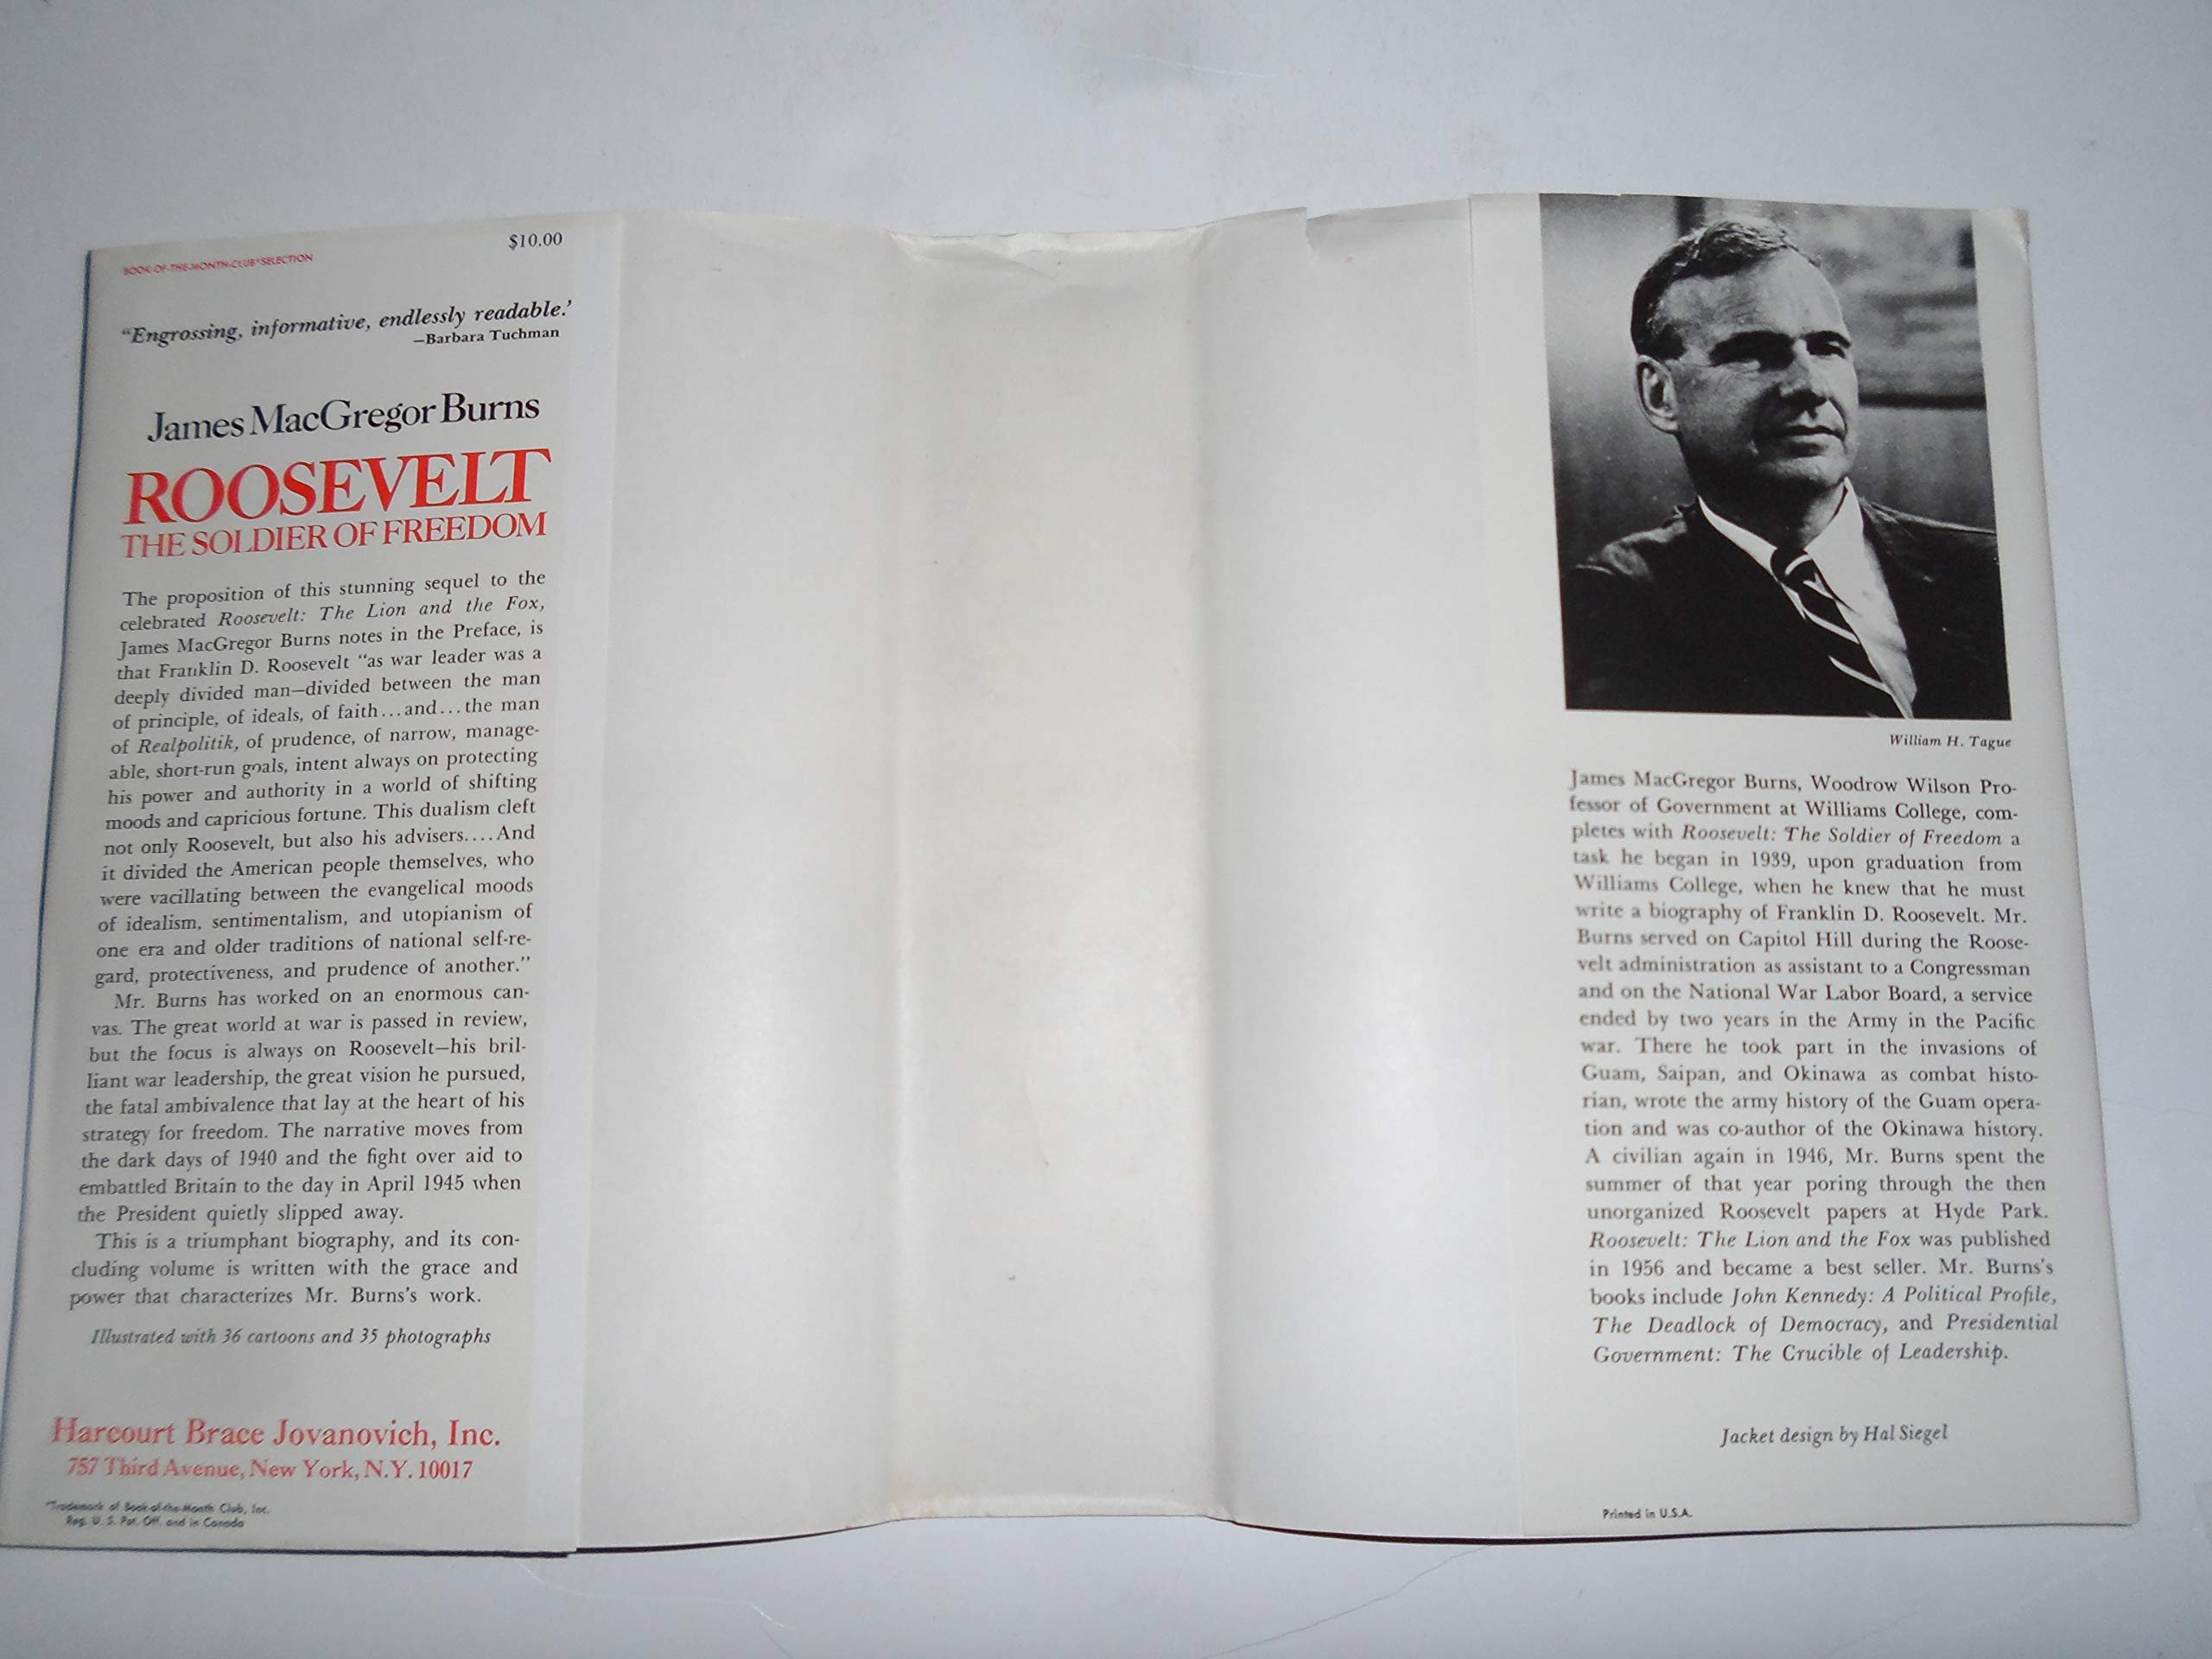 $10.00
BOOK-OF-THE-MONTH-CLUB*SELECTION
"Engrossing, informative, endlessly readable.'
—Barbara Tuchman
James MacGregor Burns
ROOSEVELT
THE SOLDIER OF FREEDOM
The proposition of this stunning sequel to the
celebrated Roosevelt: The Lion and the Fox,
James MacGregor Burns notes in the Preface, is
that Franklin D. Roosevelt "as war leader was a
deeply divided man—divided between the man
of principle, of ideals, of faith...and...the man
of Realpolitik, of prudence, of narrow, manage-
able, short-run goals, intent always on protecting
his power and authority in a world of shifting
moods and capricious fortune. This dualism cleft
not only Roosevelt, but also his advisers....And
it divided the American people themselves, who
were vacillating between the evangelical moods
of idealism, sentimentalism, and utopianism of
one era and older traditions of national self-re-
gard, protectiveness, and prudence of another."
Mr. Burns has worked on an enormous can-
vas. The great world at war is passed in review,
but the focus is always on Roosevelt—his bril-
liant war leadership, the great vision he pursued,
the fatal ambivalence that lay at the heart of his
strategy for freedom. The narrative moves from
the dark days of 1940 and the fight over aid to
embattled Britain to the day in April 1945 when
the President quietly slipped away.
This is a triumphant biography, and its con-
cluding volume is written with the grace and
power that characterizes Mr. Burns's work.
Illustrated with 36 cartoons and 35 photographs
Harcourt Brace Jovanovich, Inc.
757 Third Avenue, New York, N.Y. 10017
*Trademark of Book-of-the-Month Club, Inc.
Reg. U. S. Pat. Off. and in Canada
William H. Tague
James MacGregor Burns, Woodrow Wilson Pro-
fessor of Government at Williams College, com-
pletes with Roosevelt: The Soldier of Freedom a
task he began in 1939, upon graduation from
Williams College, when he knew that he must
write a biography of Franklin D. Roosevelt. Mr.
Burns served on Capitol Hill during the Roose-
velt administration as assistant to a Congressman
and on the National War Labor Board, a service
ended by two years in the Army in the Pacific
war. There he took part in the invasions of
Guam, Saipan, and Okinawa as combat histo-
rian, wrote the army history of the Guam opera-
tion and was co-author of the Okinawa history.
A civilian again in 1946, Mr. Burns spent the
summer of that year poring through the then
unorganized Roosevelt papers at Hyde Park.
Roosevelt: The Lion and the Fox was published
in 1956 and became a best seller. Mr. Burns's
books include John Kennedy: A Political Profile,
The Deadlock of Democracy, and Presidential
Government: The Crucible of Leadership.
Jacket design by Hal Siegel
Printed in U.S.A.